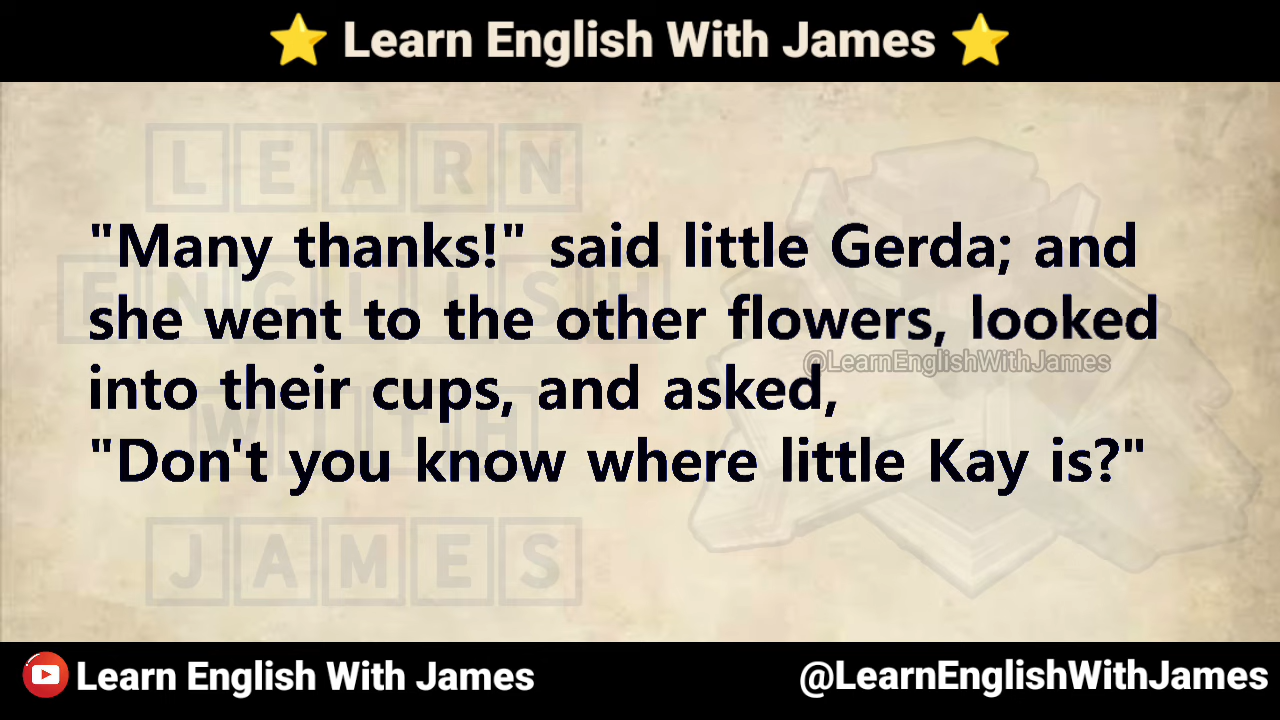 ⭐ Learn English With James ⭐
LEARN
ENGLISH
WITH
JAMES
"Many thanks!" said little Gerda; and
she went to the other flowers, looked
@LearnEnglishWithJames
into their cups, and asked,
"Don't you know where little Kay is?"
Learn English With James
@LearnEnglishWithJames